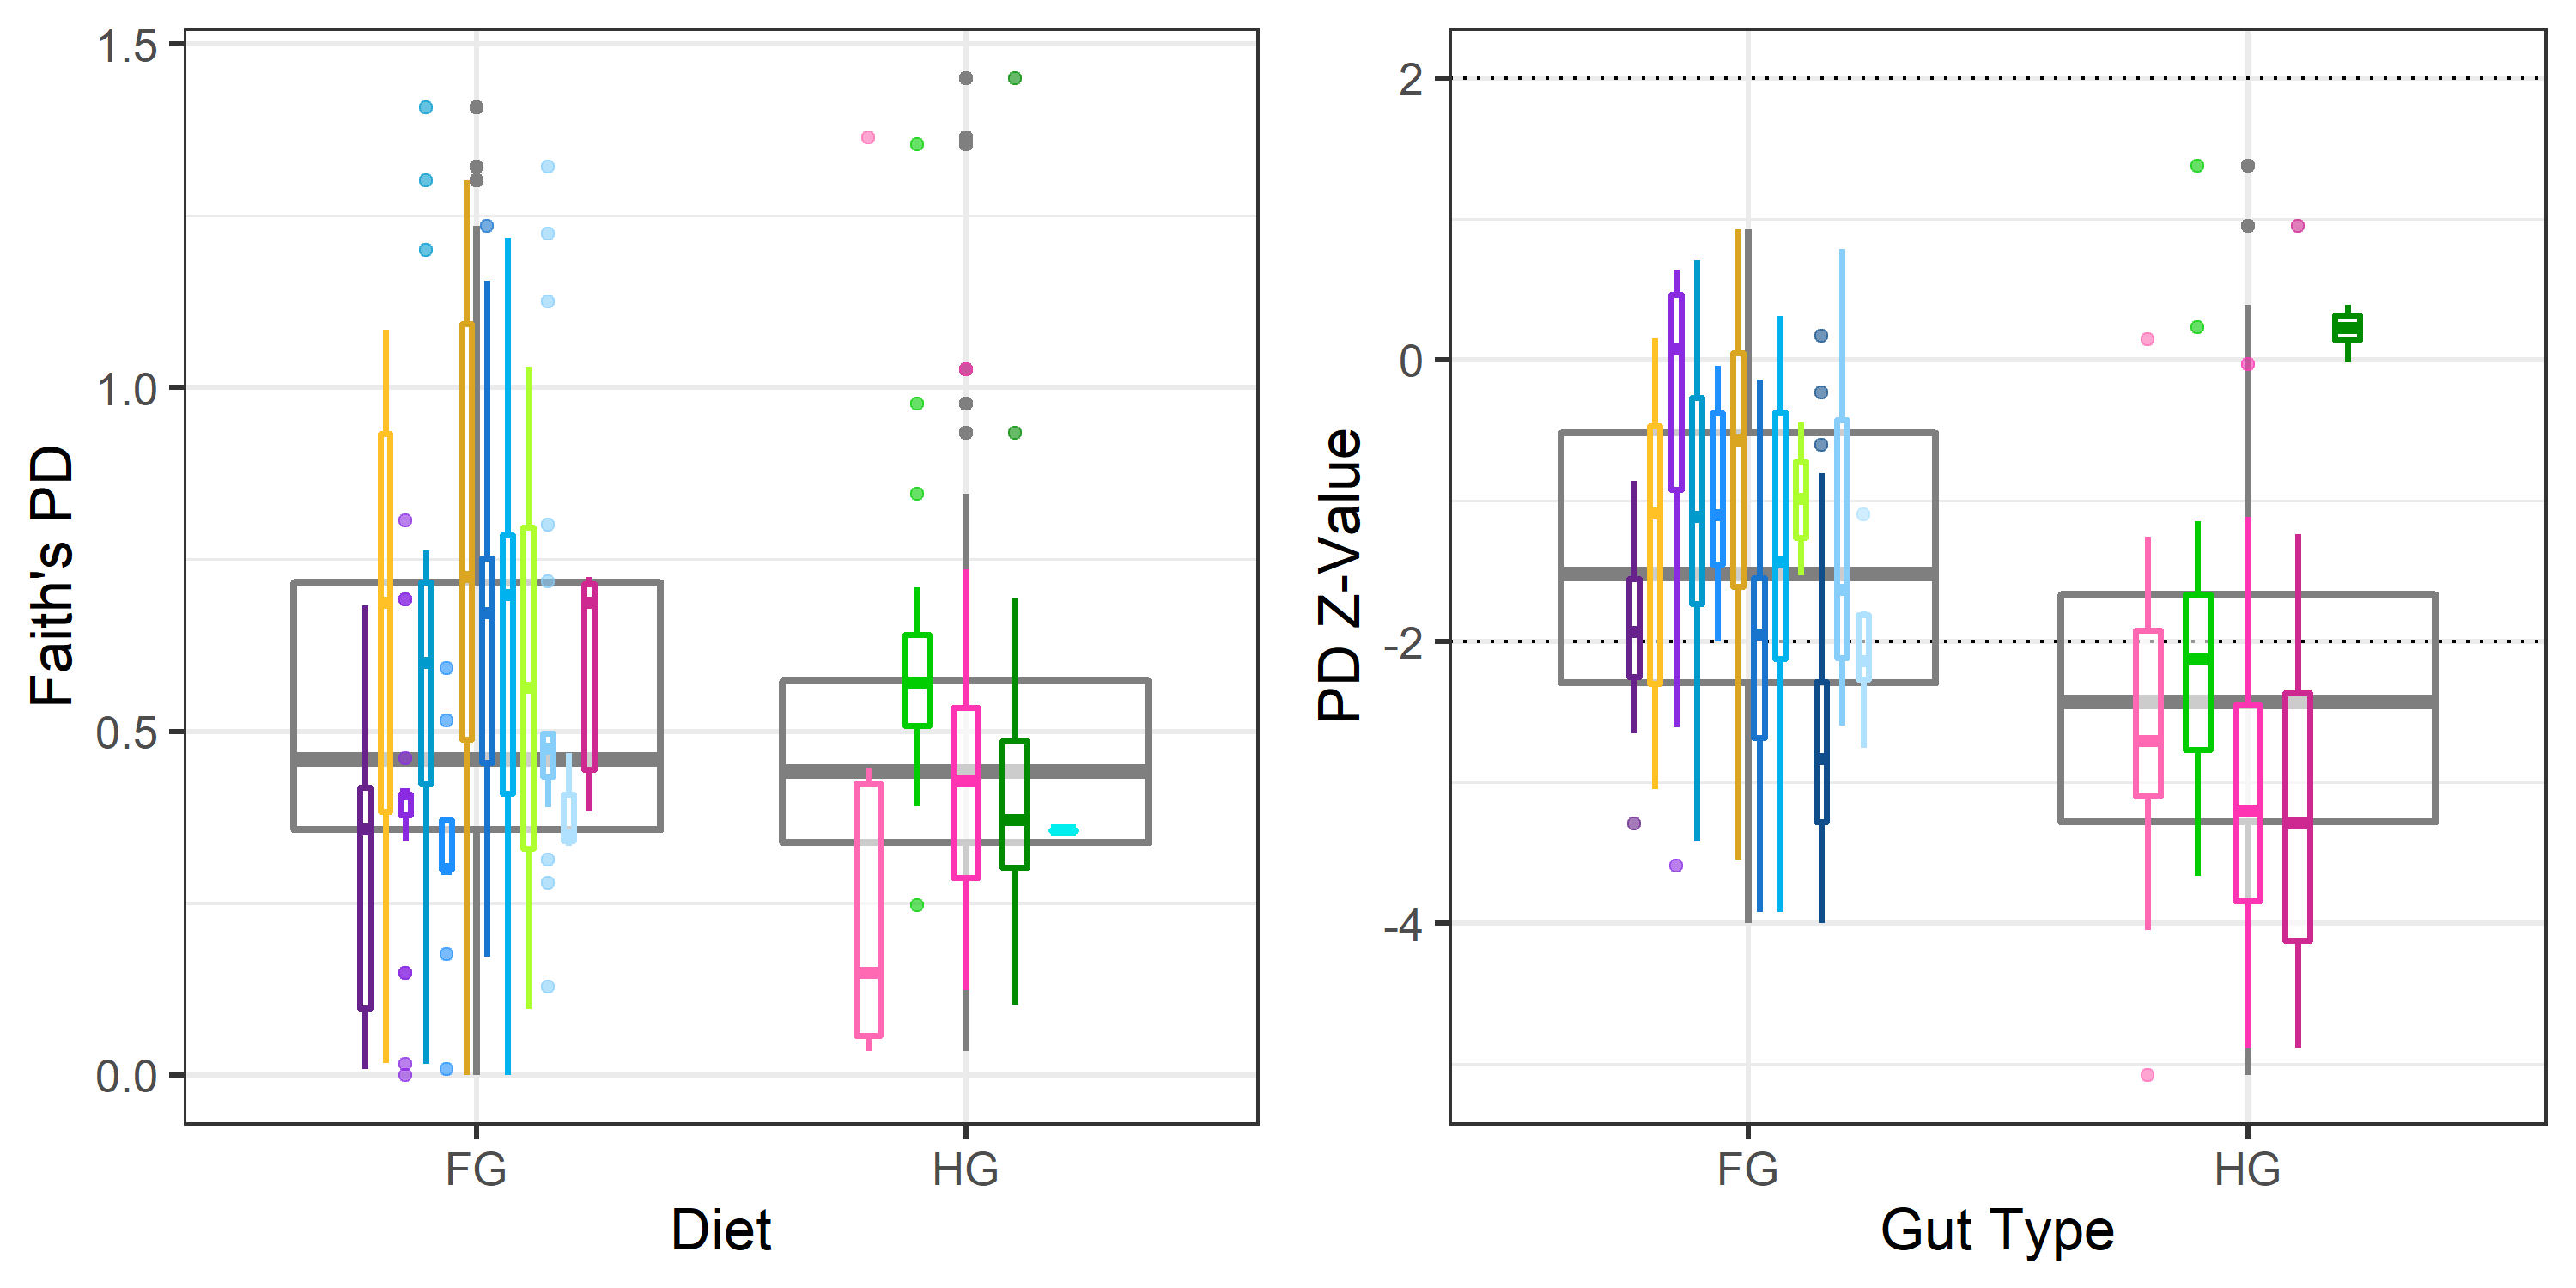 Faith's PD
1.5
1.0
0.5
0.0
FG HG
Diet
PD Z-Value
2
0
-2
-4
FG HG
Gut Type